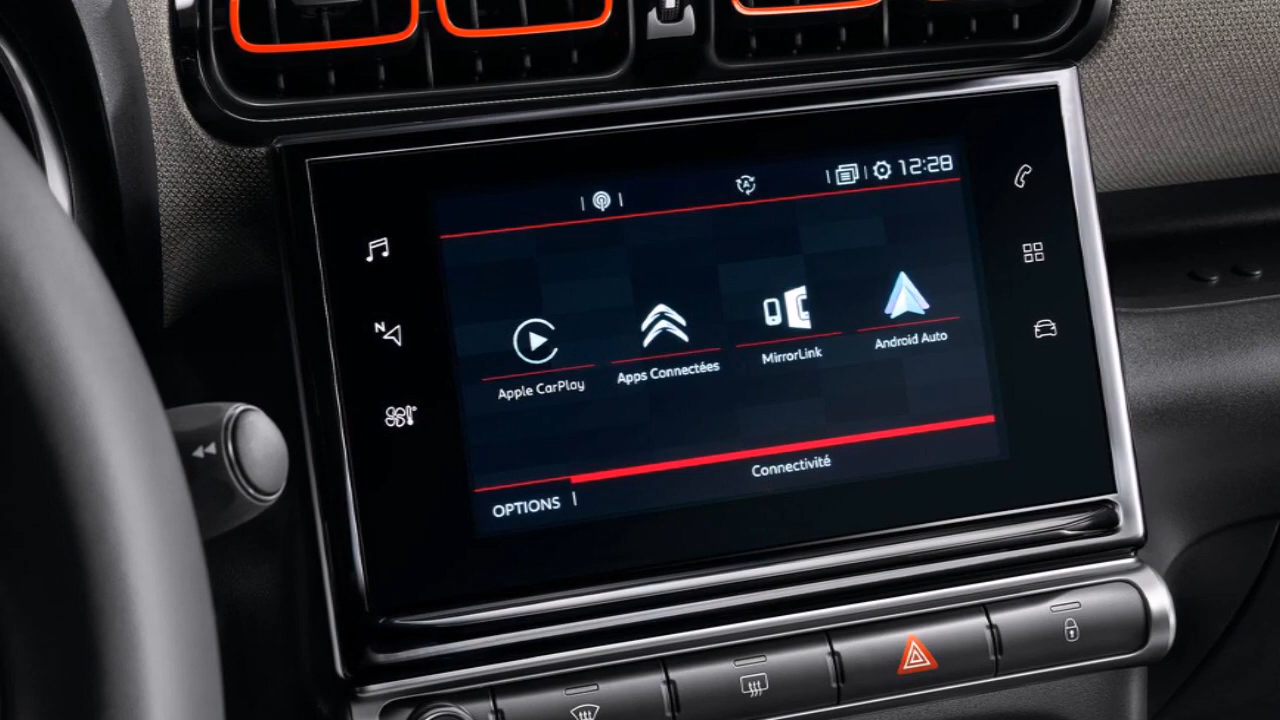 12:28
N
Apple CarPlay
Apps Connectées
MirrorLink
Android Auto
Connectivité
OPTIONS